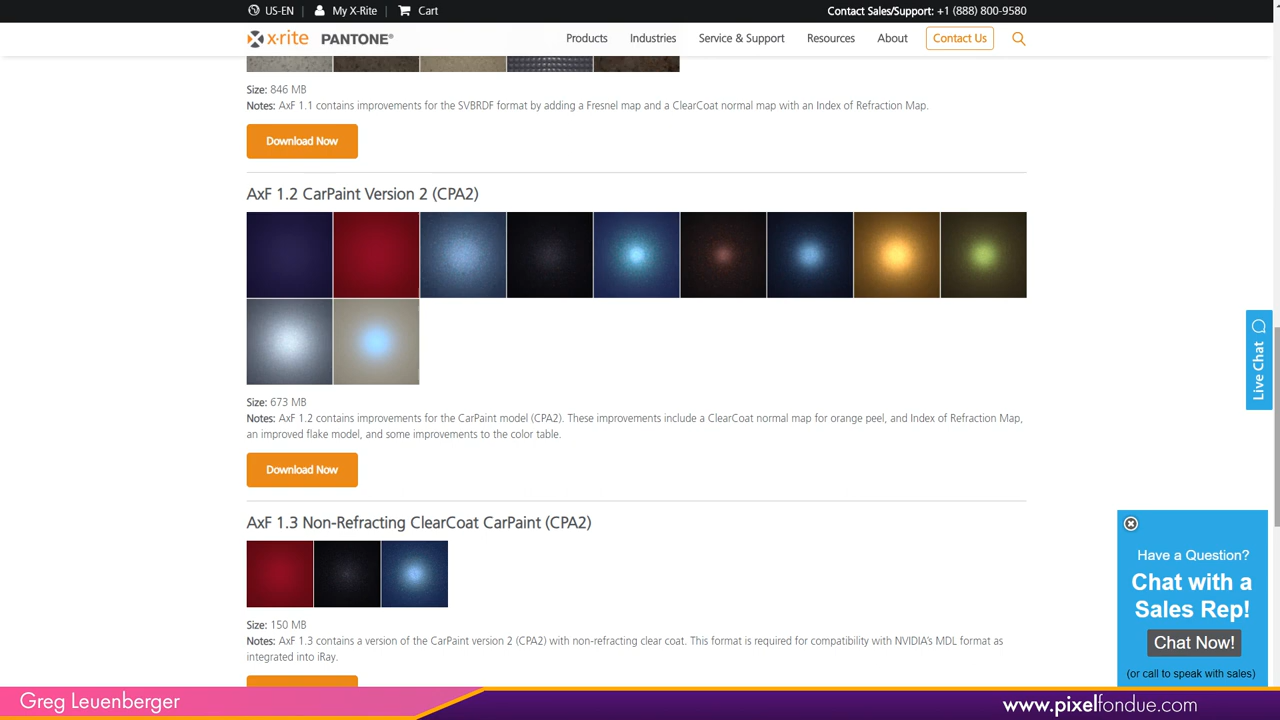 US-EN | My X-Rite | Cart
Contact Sales/Support: +1 (888) 800-9580
x·rite PANTONE®
Products Industries Service & Support Resources About Contact Us
Size: 846 MB
Notes: AxF 1.1 contains improvements for the SVBRDF format by adding a Fresnel map and a ClearCoat normal map with an Index of Refraction Map.
Download Now
AxF 1.2 CarPaint Version 2 (CPA2)
Size: 673 MB
Notes: AxF 1.2 contains improvements for the CarPaint model (CPA2). These improvements include a ClearCoat normal map for orange peel, and Index of Refraction Map,
an improved flake model, and some improvements to the color table.
Download Now
Live Chat
AxF 1.3 Non-Refracting ClearCoat CarPaint (CPA2)
Size: 150 MB
Notes: AxF 1.3 contains a version of the CarPaint version 2 (CPA2) with non-refracting clear coat. This format is required for compatibility with NVIDIA's MDL format as
integrated into iRay.
Have a Question?
Chat with a
Sales Rep!
Chat Now!
(or call to speak with sales)
Greg Leuenberger
www.pixelfondue.com